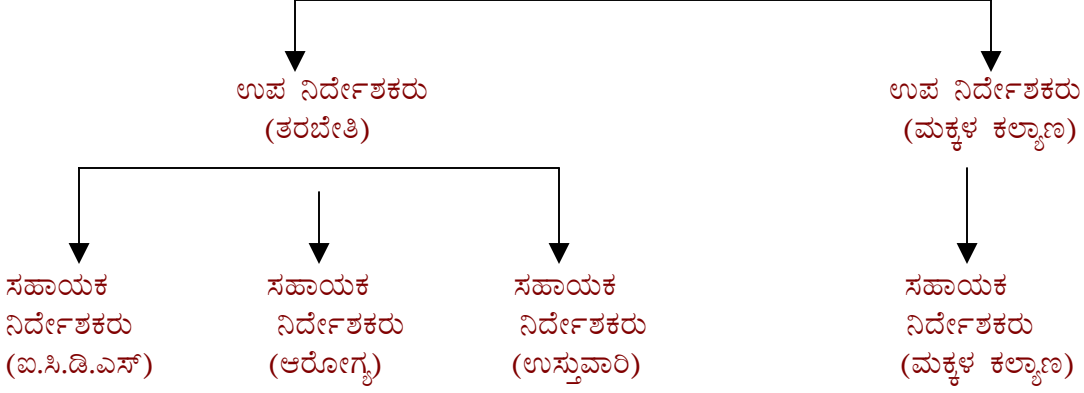 ಉಪ ನಿರ್ದೇಶಕರು
(ತರಬೇತಿ)
ಉಪ ನಿರ್ದೇಶಕರು
(ಮಕ್ಕಳ ಕಲ್ಯಾಣ)
ಸಹಾಯಕ
ನಿರ್ದೇಶಕರು
(ಐ.ಸಿ.ಡಿ.ಎಸ್)
ಸಹಾಯಕ
ನಿರ್ದೇಶಕರು
(ಆರೋಗ್ಯ)
ಸಹಾಯಕ
ನಿರ್ದೇಶಕರು
(ಉಸ್ತುವಾರಿ)
ಸಹಾಯಕ
ನಿರ್ದೇಶಕರು
(ಮಕ್ಕಳ ಕಲ್ಯಾಣ)